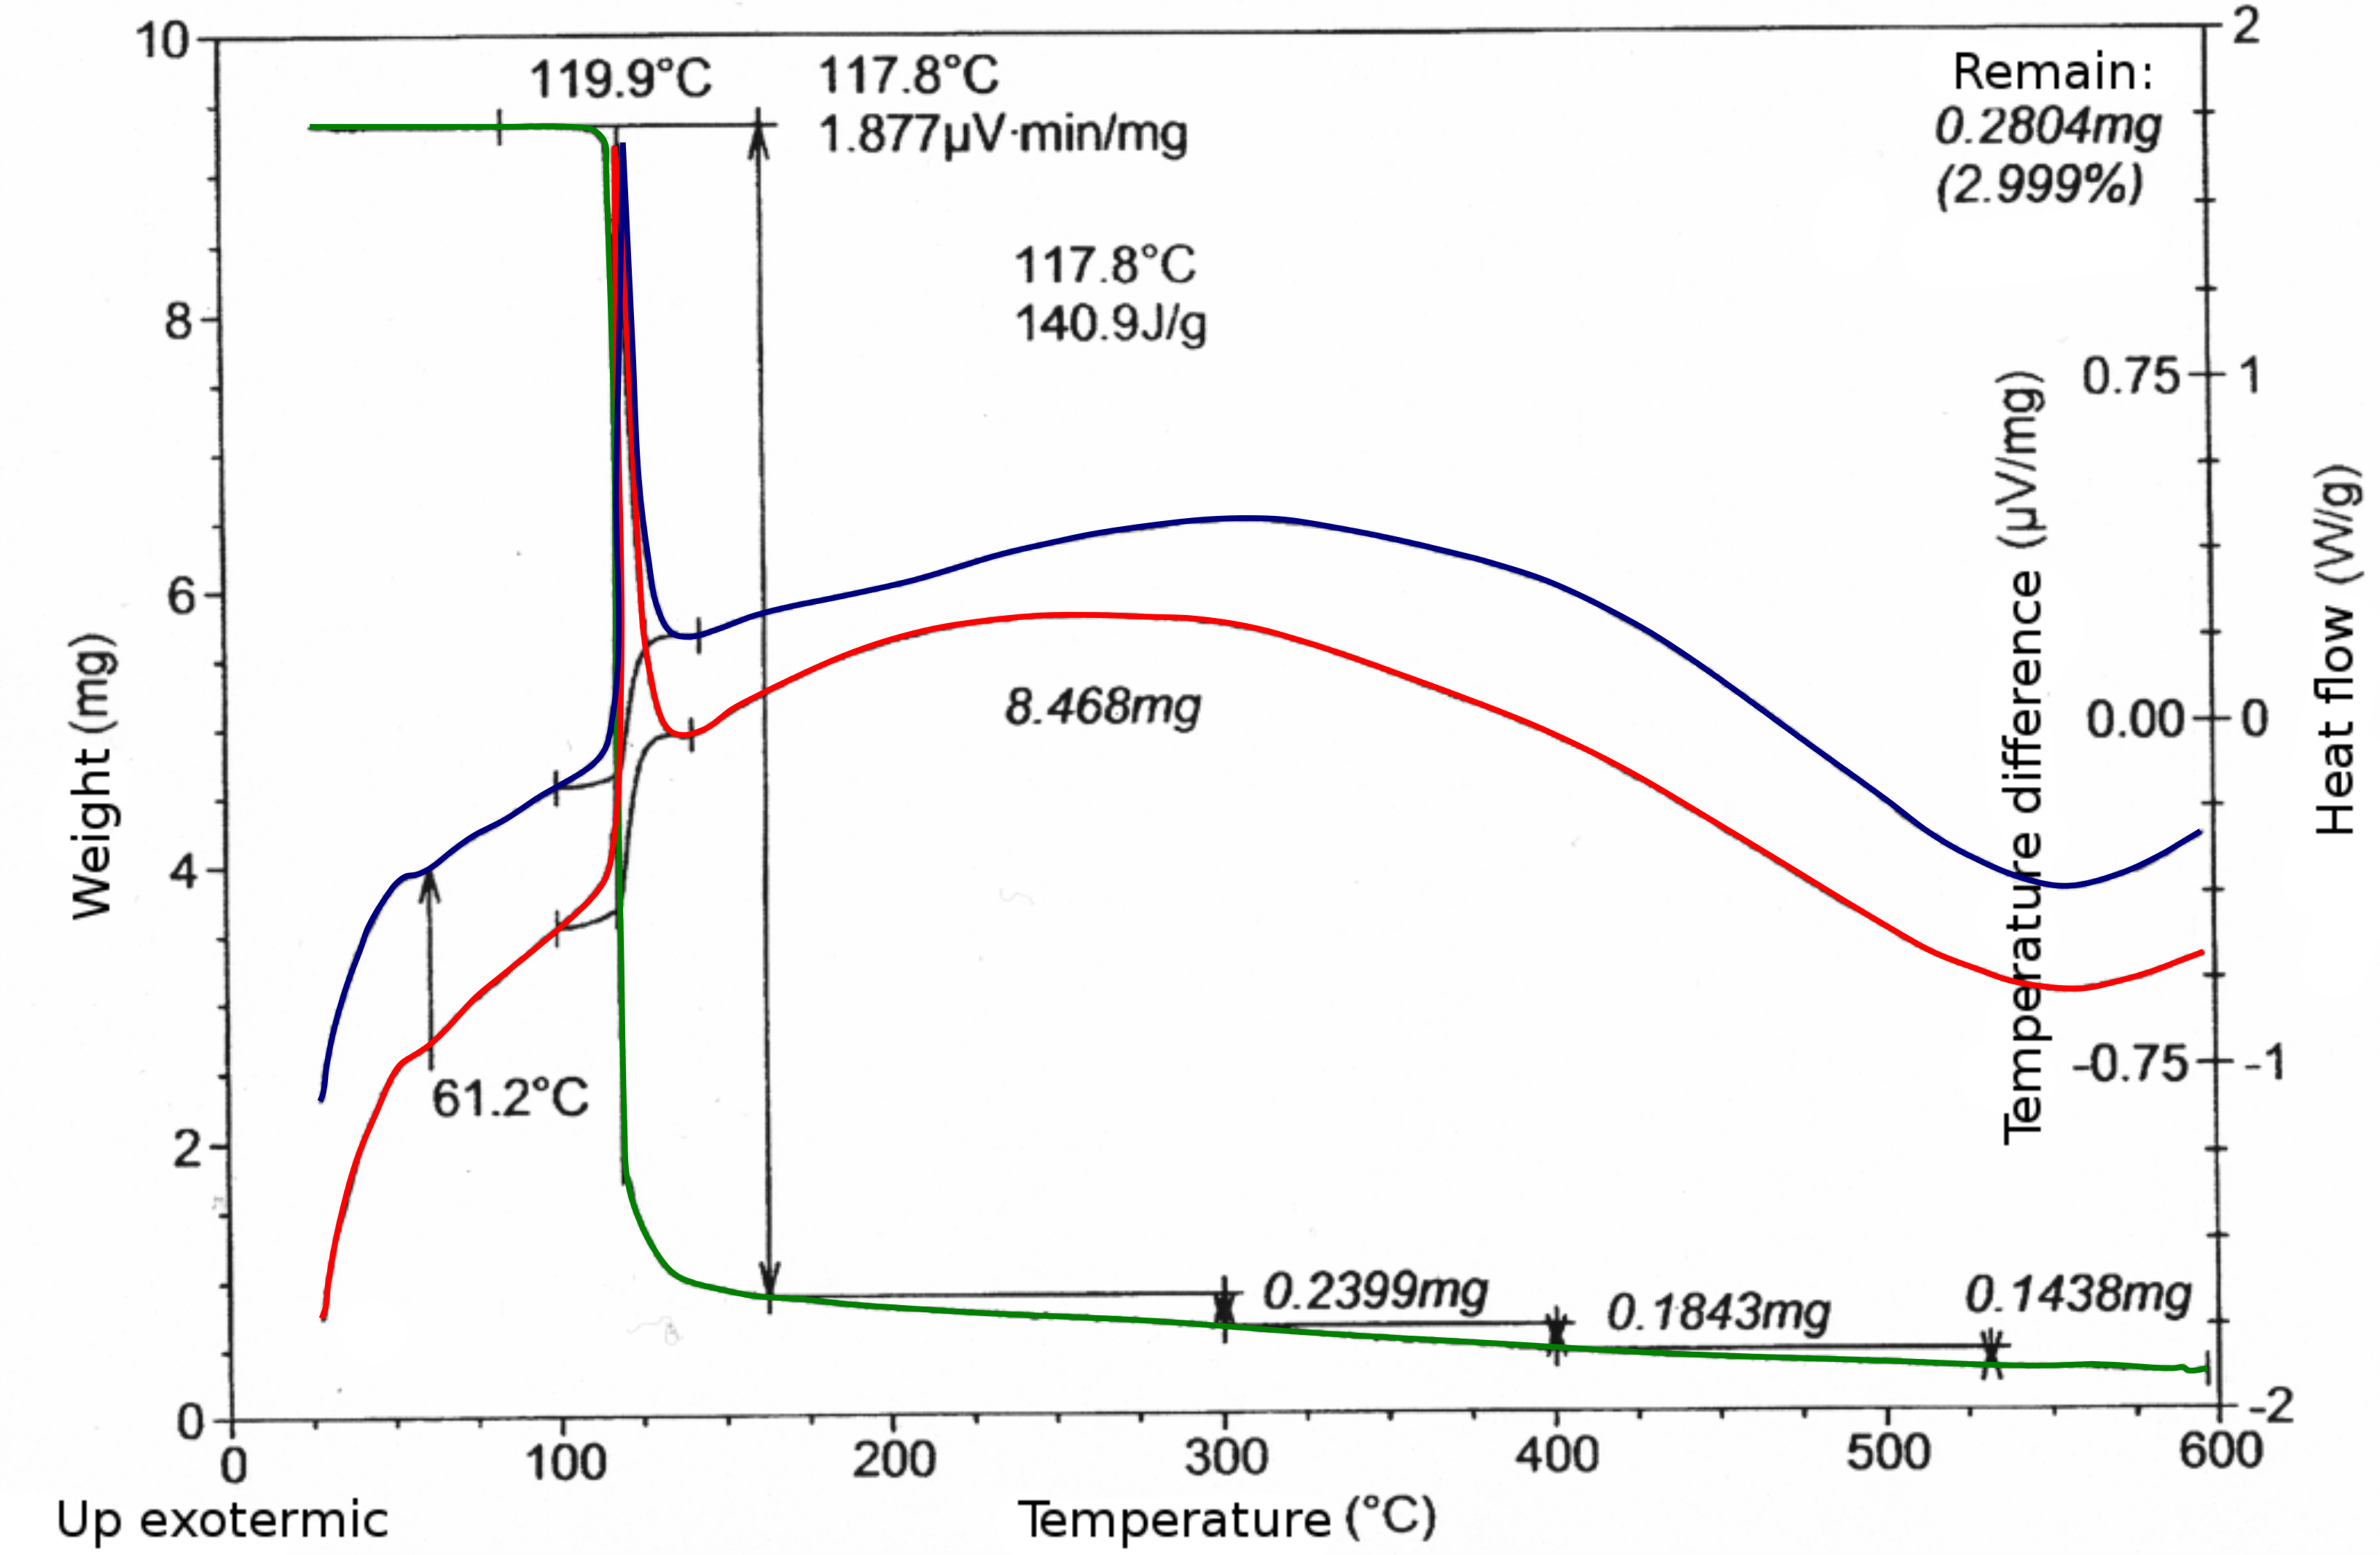 10
8
6
4
2
0
Weight (mg)
119.9°C
117.8°C
1.877µV·min/mg
117.8°C
140.9J/g
Remain:
0.2804mg
(2.999%)
8.468mg
61.2°C
0.2399mg
0.1843mg
0.1438mg
0.75
0.00
-0.75
Temperature difference (µV/mg)
2
1
0
-1
-2
Heat flow (W/g)
0
100
200
300
400
500
600
Up exotermic
Temperature (°C)